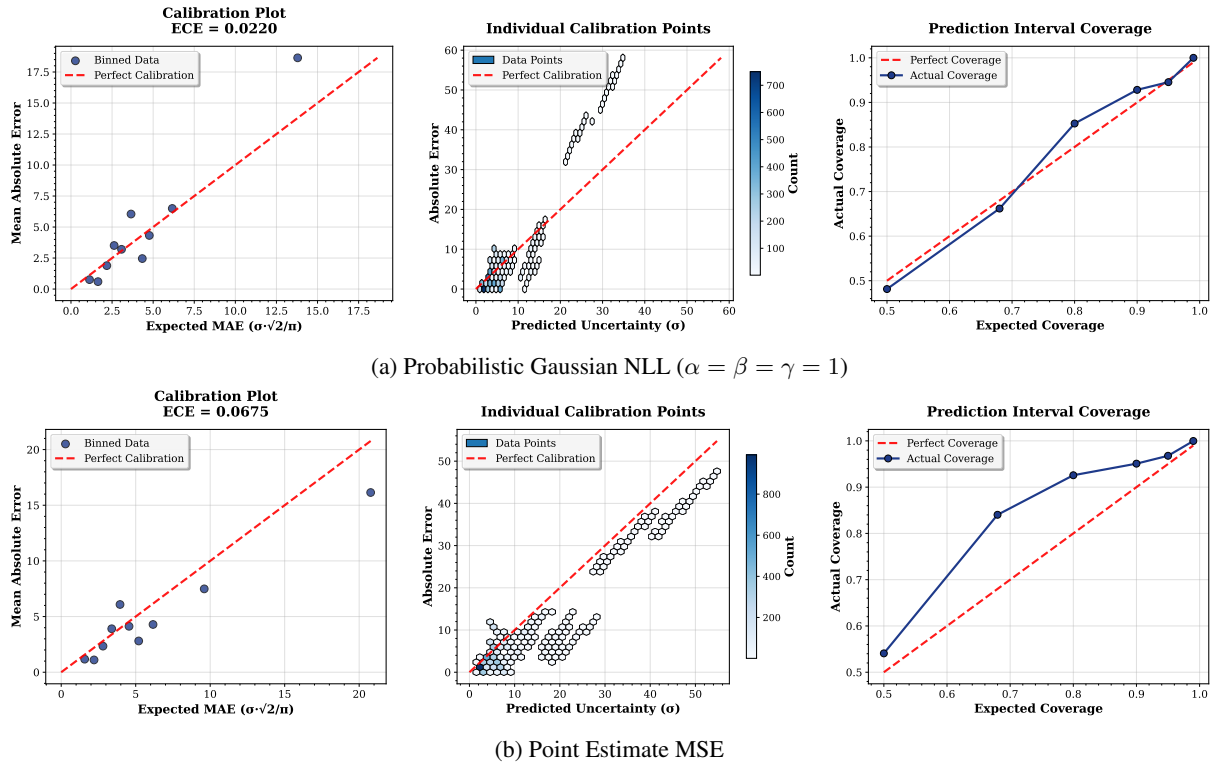 Calibration Plot
ECE = 0.0220
Binned Data
Perfect Calibration
Mean Absolute Error
17.5
15.0
12.5
10.0
7.5
5.0
2.5
0.0
0.0 2.5 5.0 7.5 10.0 12.5 15.0 17.5
Expected MAE (σ·√2/π)
Individual Calibration Points
Data Points
Perfect Calibration
Absolute Error
60
50
40
30
20
10
0
0 10 20 30 40 50 60
Predicted Uncertainty (σ)
700
600
500
400
300
200
100
Count
Prediction Interval Coverage
Perfect Coverage
Actual Coverage
Actual Coverage
1.0
0.9
0.8
0.7
0.6
0.5
0.5 0.6 0.7 0.8 0.9 1.0
Expected Coverage
(a) Probabilistic Gaussian NLL (α = β = γ = 1)
Calibration Plot
ECE = 0.0675
Binned Data
Perfect Calibration
Mean Absolute Error
20
15
10
5
0
0 5 10 15 20
Expected MAE (σ·√2/π)
Individual Calibration Points
Data Points
Perfect Calibration
Absolute Error
50
40
30
20
10
0
0 10 20 30 40 50
Predicted Uncertainty (σ)
800
600
400
200
Count
Prediction Interval Coverage
Perfect Coverage
Actual Coverage
Actual Coverage
1.0
0.9
0.8
0.7
0.6
0.5
0.5 0.6 0.7 0.8 0.9 1.0
Expected Coverage
(b) Point Estimate MSE